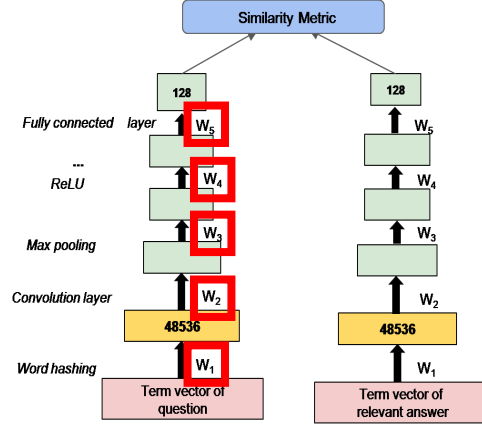 Similarity Metric
128
128
Fully connected layer
W5
W5
...
ReLU
W4
W4
Max pooling
W3
W3
Convolution layer
W2
W2
48536
48536
Word hashing
W1
W1
Term vector of
question
Term vector of
relevant answer